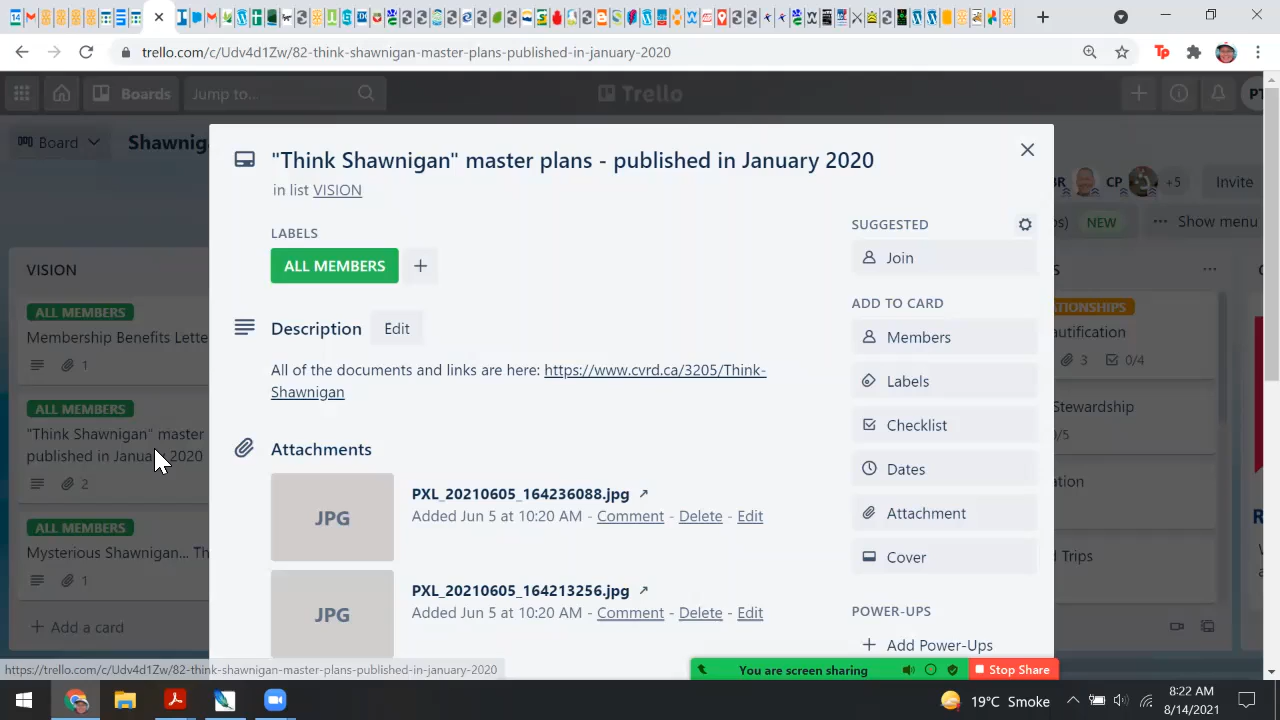 trello.com/c/Udv4d1Zw/82-think-shawnigan-master-plans-published-in-january-2020
Boards
Jump to...
Trello
Board
Shawniga
BR
CP
+5
Invite
NEW
Show menu
VISION
ALL MEMBERS
Membership Benefits Lette
1
ALL MEMBERS
"Think Shawnigan" master
published in January 2020
2
ALL MEMBERS
Mysterious Shawnigan... Th
1
Add a card
"Think Shawnigan" master plans - published in January 2020
in list VISION
LABELS
ALL MEMBERS
Description
Edit
All of the documents and links are here: https://www.cvrd.ca/3205/Think-
Shawnigan
Attachments
JPG
PXL_20210605_164236088.jpg
Added Jun 5 at 10:20 AM - Comment - Delete - Edit
JPG
PXL_20210605_164213256.jpg
Added Jun 5 at 10:20 AM - Comment - Delete - Edit
SUGGESTED
Join
ADD TO CARD
Members
Labels
Checklist
Dates
Attachment
Cover
POWER-UPS
Add Power-Ups
ATIONSHIPS
autification
3
0/4
Stewardship
/5
ation
d Trips
https://trello.com/c/Udv4d1Zw/82-think-shawnigan-master-plans-published-in-january-2020
You are screen sharing
Stop Share
19°C Smoke
8:22 AM
8/14/2021